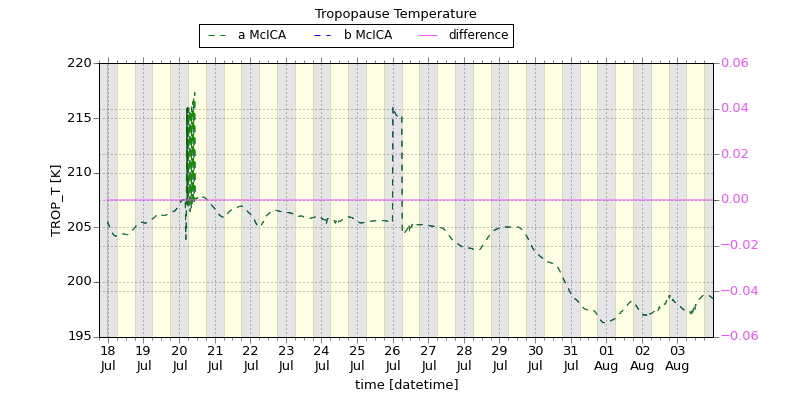 Tropopause Temperature
a McICA b McICA difference
220 0.06
215 0.04
0.02
210
205 0.00
−0.02
200
−0.04
195 −0.06
TROP_T [K]
18 19 20 21 22 23 24 25 26 27 28 29 30 31 01 02 03
Jul Jul Jul Jul Jul Jul Jul Jul Jul Jul Jul Jul Jul Jul Aug Aug Aug
time [datetime]